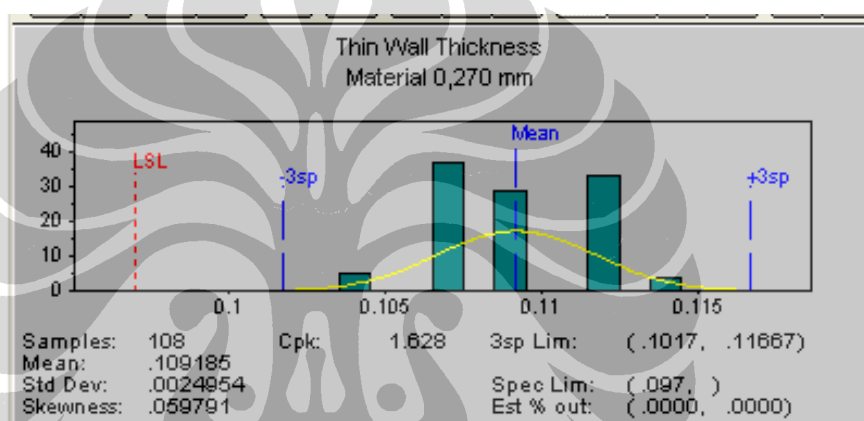 Thin Wall Thickness
Material 0,270 mm
Mean
LSL
-3sp
+3sp
40
30
20
10
0
0.1
0.105
0.11
0.115
Samples: 108 Cpk: 1.628 3sp Lim: ( .1017, .11667)
Mean: .109185
Std Dev: .0024954 Spec Lim: ( .097, )
Skewness: .059791 Est % out: ( .0000, .0000)